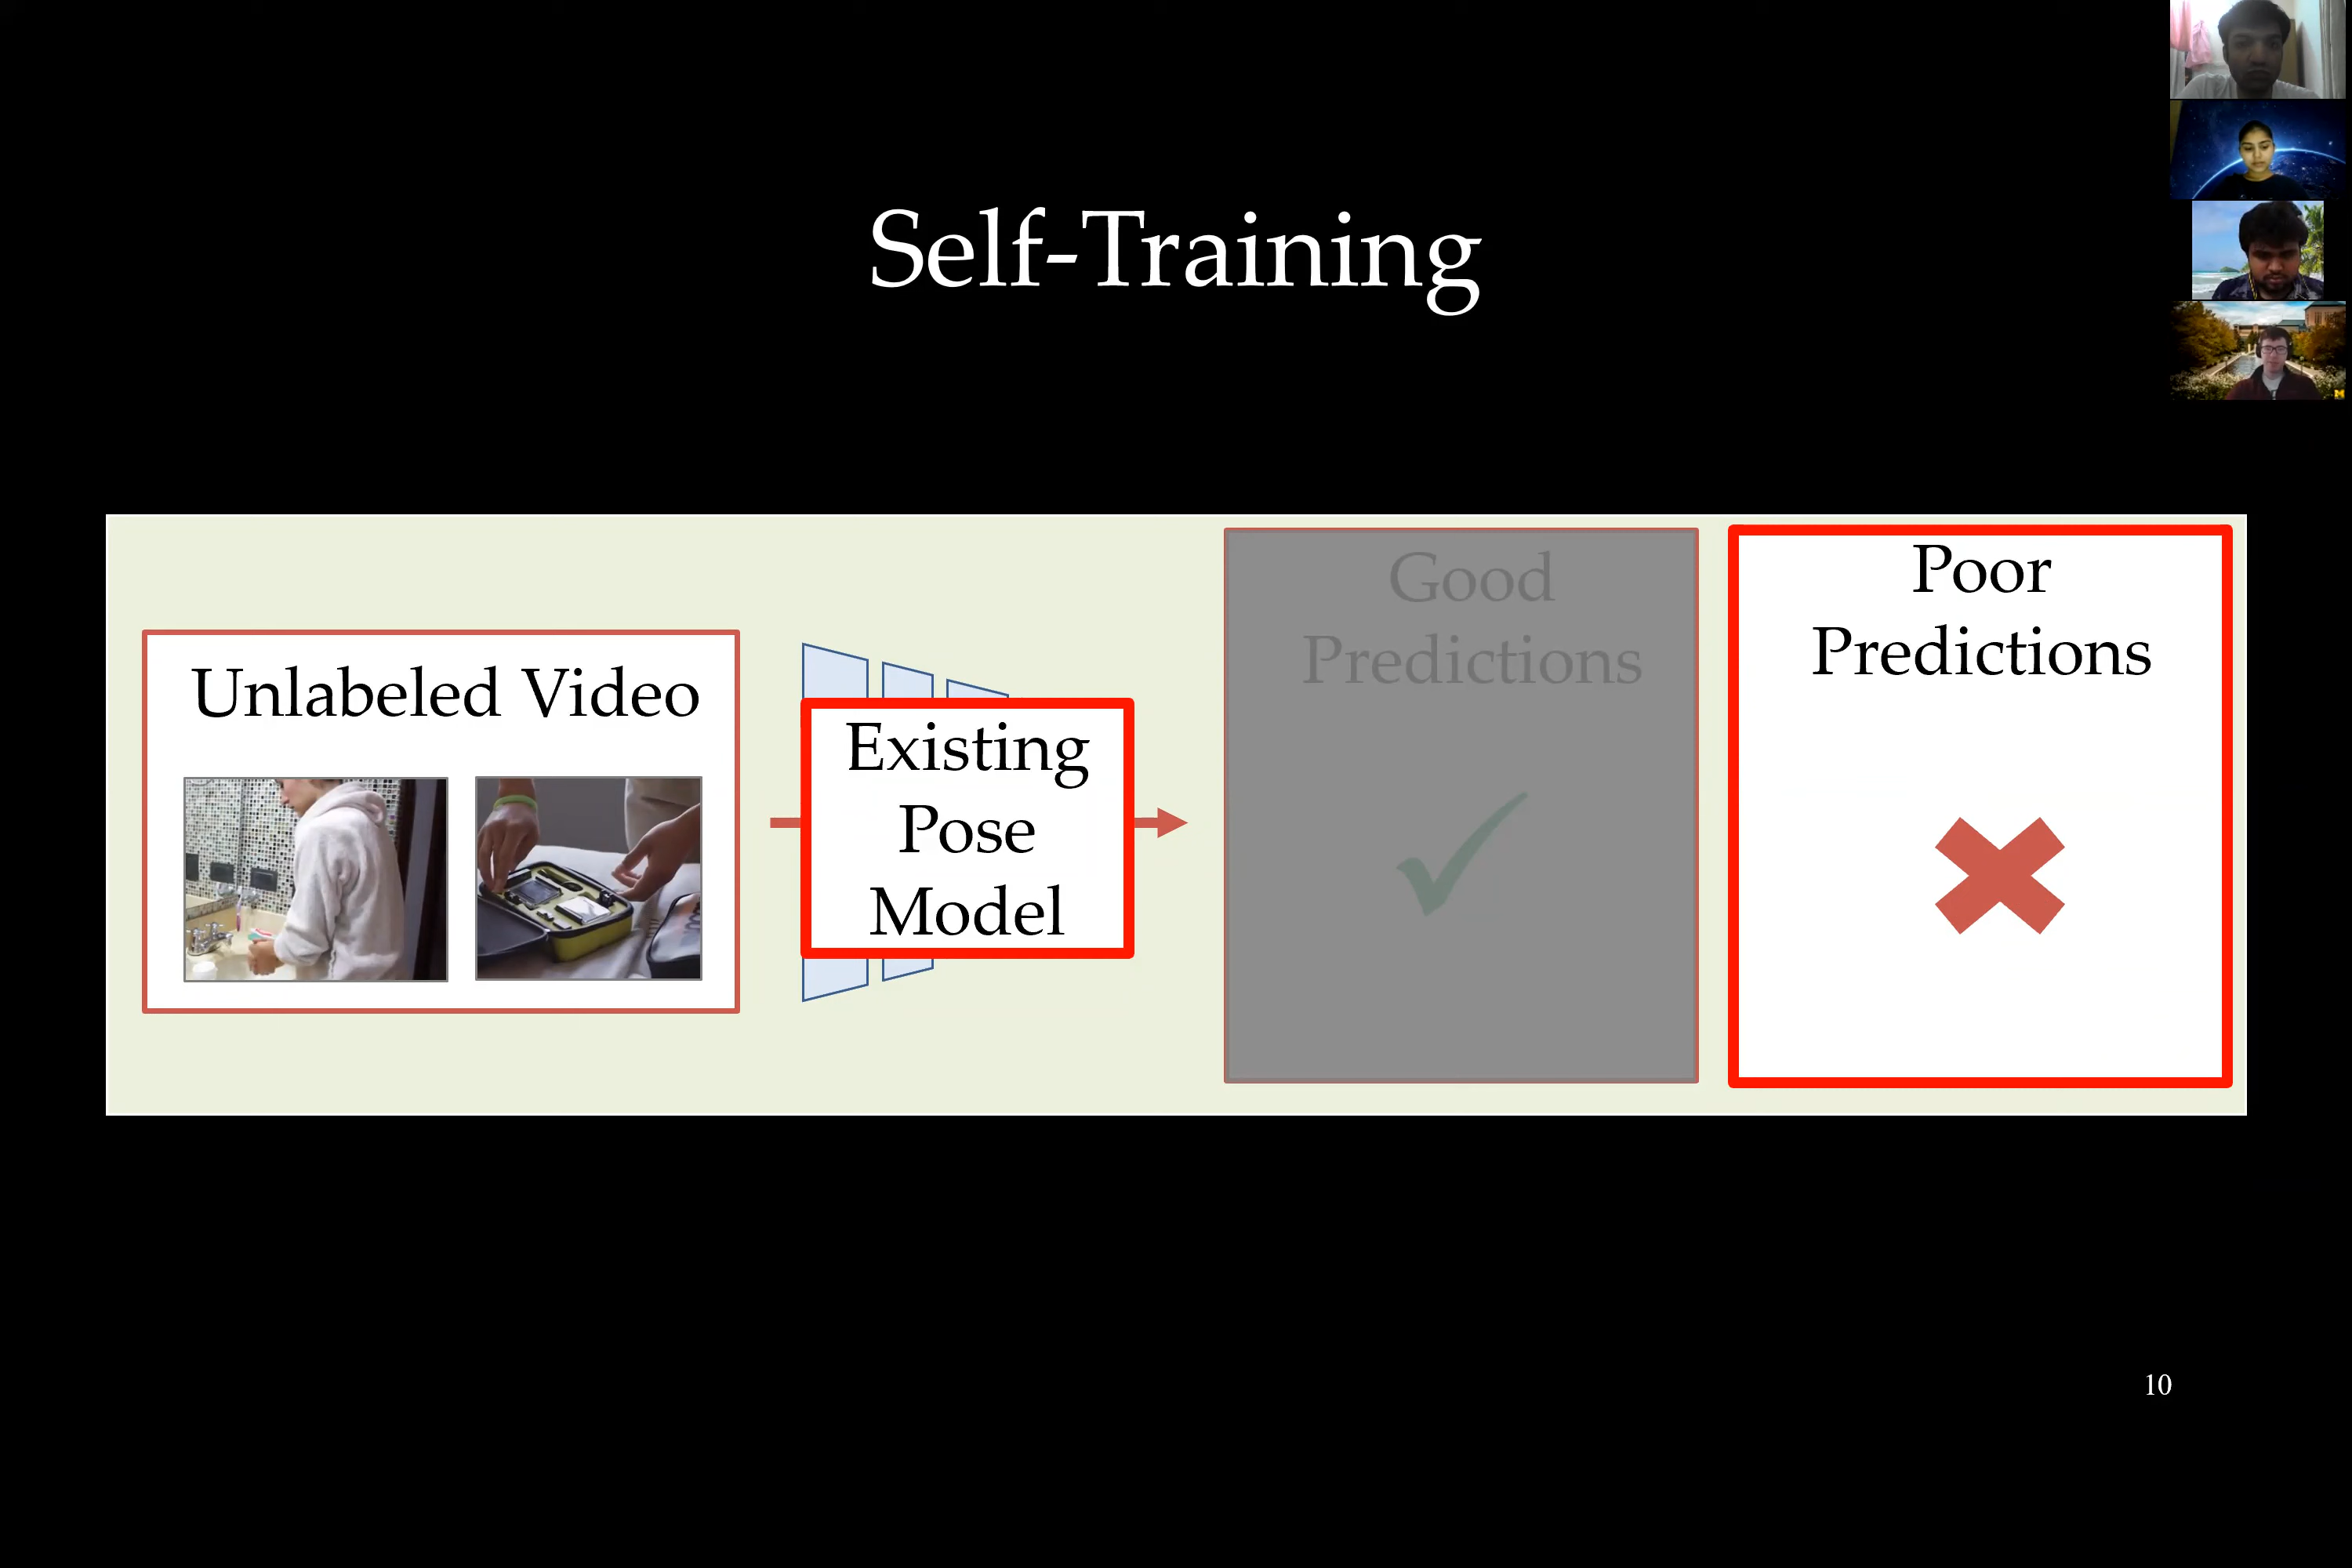 Self-Training
Unlabeled Video
Existing
Pose
Model
Good
Predictions
Poor
Predictions
10